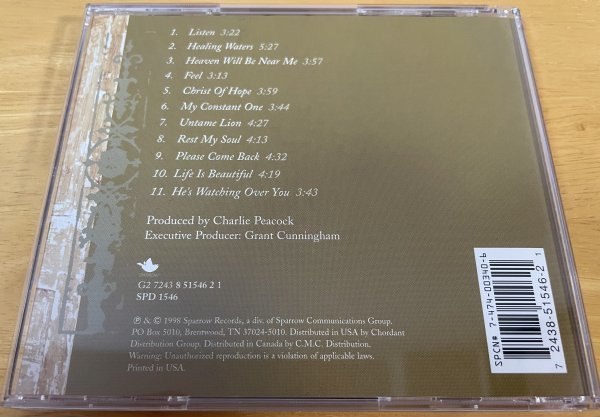 1. Listen 3:22
2. Healing Waters 5:27
3. Heaven Will Be Near Me 3:57
4. Feel 3:13
5. Christ Of Hope 3:59
6. My Constant One 3:44
7. Untame Lion 4:27
8. Rest My Soul 4:13
9. Please Come Back 4:32
10. Life Is Beautiful 4:19
11. He's Watching Over You 3:43
Produced by Charlie Peacock
Executive Producer: Grant Cunningham
G2 7243 8 51546 2 1
SPD 1546
℗ & © 1998 Sparrow Records, a div. of Sparrow Communications Group.
PO Box 5010, Brentwood, TN 37024-5010. Distributed in USA by Chordant
Distribution Group. Distributed in Canada by C.M.C. Distribution.
Warning: Unauthorized reproduction is a violation of applicable laws.
Printed in USA.
SPCN# 7-474-00340-6
7 2438-51546-2 1